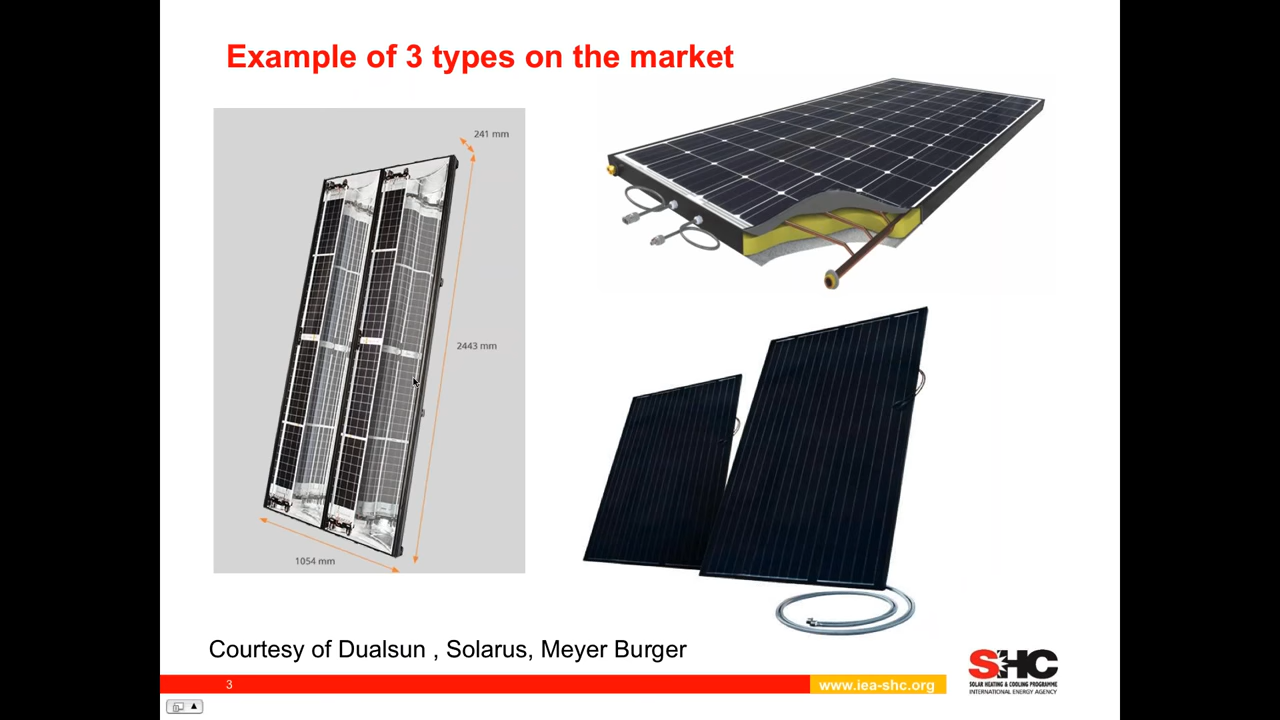 Example of 3 types on the market
241 mm
2443 mm
1054 mm
Courtesy of Dualsun , Solarus, Meyer Burger
3
www.iea-shc.org
SHC
SOLAR HEATING & COOLING PROGRAMME
INTERNATIONAL ENERGY AGENCY